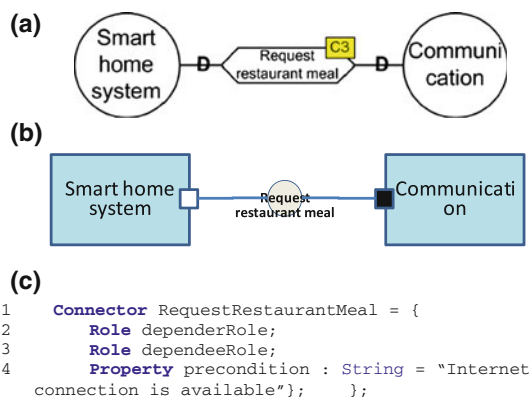 (a)
Smart home system
D
Request restaurant meal
C3
D
Communi cation
(b)
Smart home system
Request restaurant meal
Communicati on
(c)
1 Connector RequestRestaurantMeal = {
2 Role dependerRole;
3 Role dependeeRole;
4 Property precondition : String = “Internet
connection is available”}; };